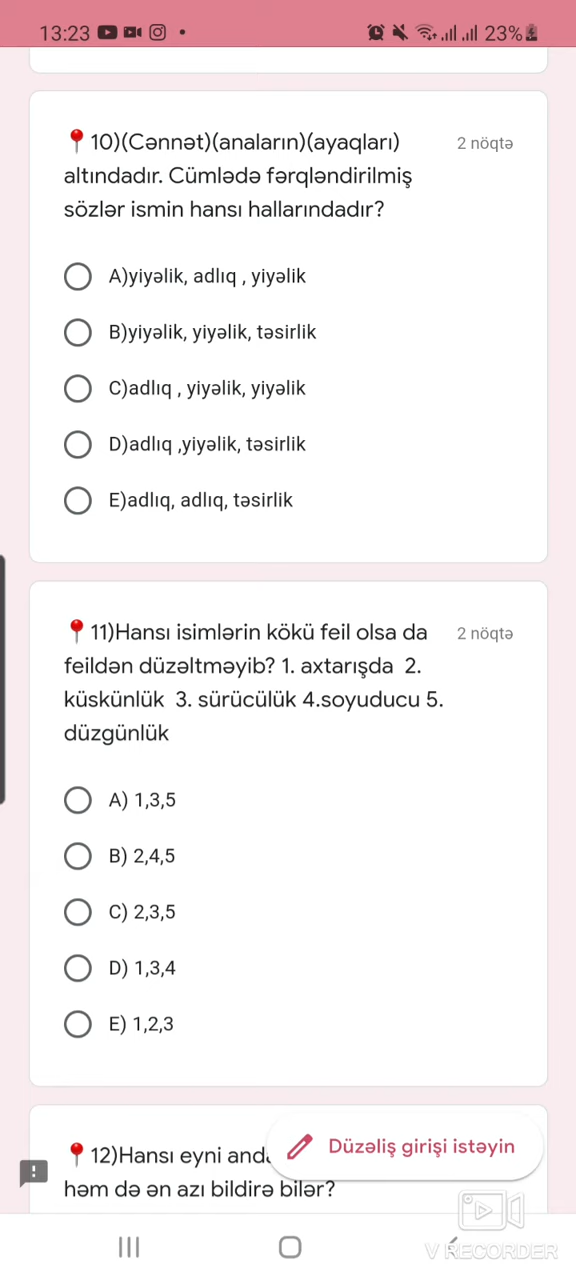 13:23
23%
10)(Cənnət)(anaların)(ayaqları)
2 nöqtə
altındadır. Cümlədə fərqləndirilmiş
sözlər ismin hansı hallarındadır?
A)yiyəlik, adlıq , yiyəlik
B)yiyəlik, yiyəlik, təsirlik
C)adlıq , yiyəlik, yiyəlik
D)adlıq ,yiyəlik, təsirlik
E)adlıq, adlıq, təsirlik
11)Hansı isimlərin kökü feil olsa da
2 nöqtə
feildən düzəltməyib? 1. axtarışda 2.
küskünlük 3. sürücülük 4.soyuducu 5.
düzgünlük
A) 1,3,5
B) 2,4,5
C) 2,3,5
D) 1,3,4
E) 1,2,3
12)Hansı eyni
həm də ən azı bildirə bilər?
Düzəliş girişi istəyin
V RECORDER